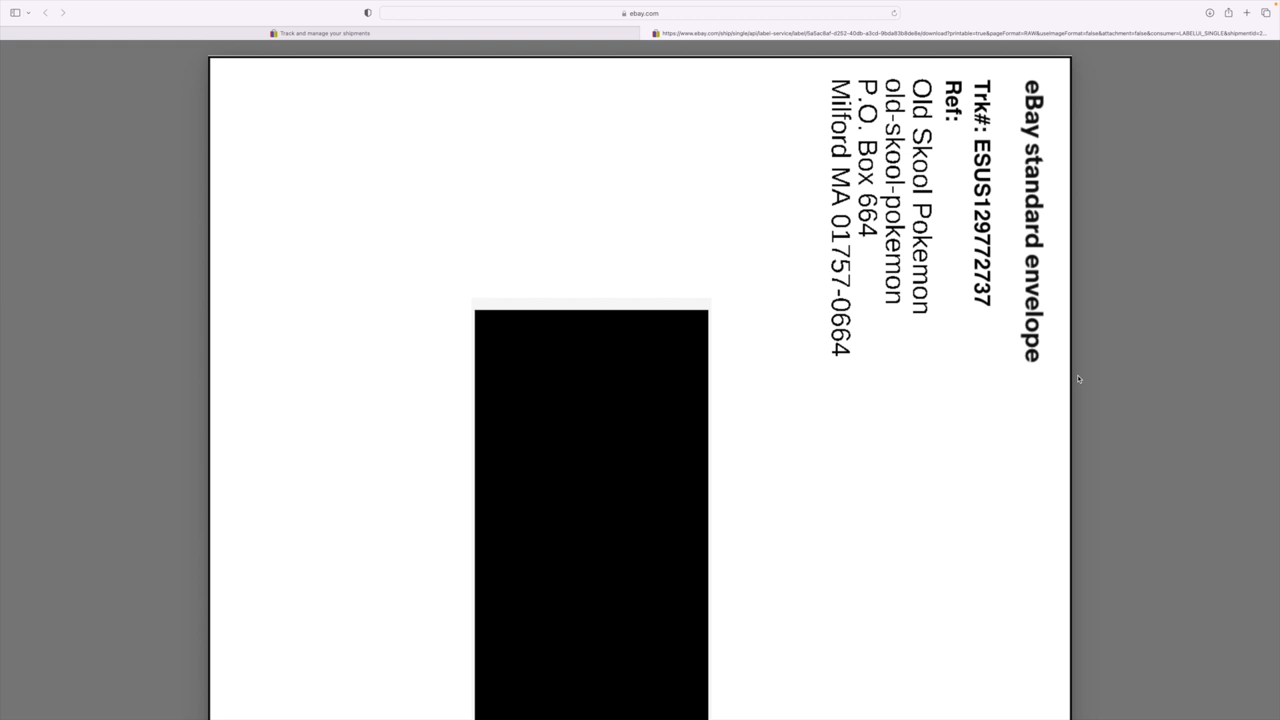 ebay.com
Track and manage your shipments
eBay standard envelope
Trk#: ESUS129772737
Ref:
Old Skool Pokemon
old-skool-pokemon
P.O. Box 664
Milford MA 01757-0664